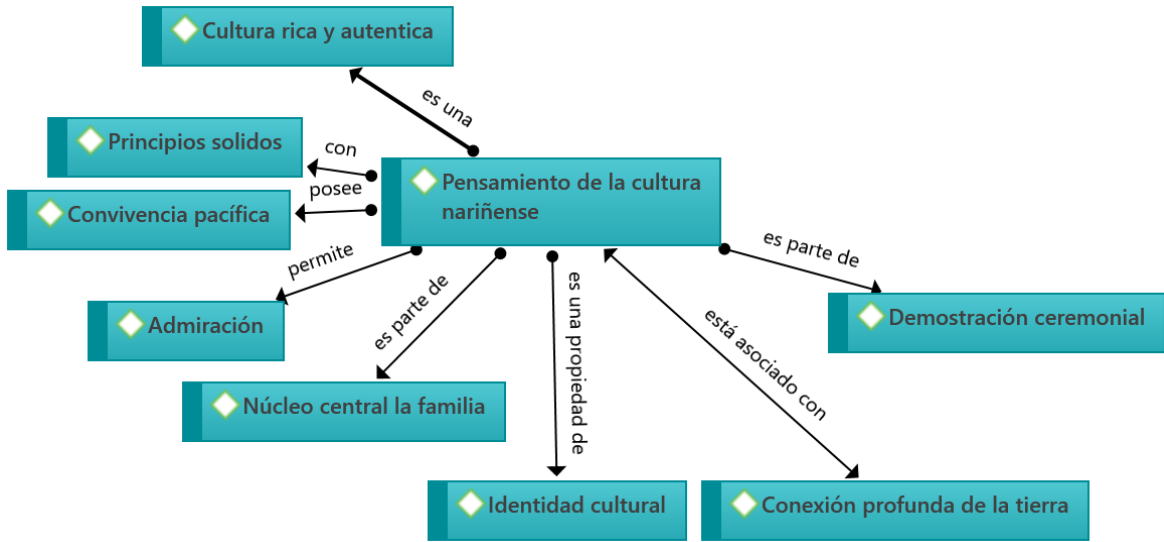 Cultura rica y autentica
es una
Principios solidos
con
Pensamiento de la cultura
nariñense
posee
Convivencia pacífica
permite
es parte de
es una propiedad de
está asociado con
es parte de
Admiración
Demostración ceremonial
Núcleo central la familia
Identidad cultural
Conexión profunda de la tierra